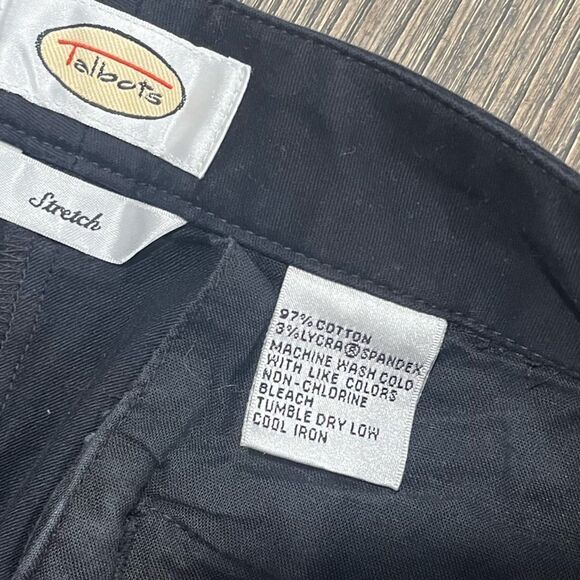 Talbots
Stretch
97% COTTON
3% LYCRA® SPANDEX
MACHINE WASH COLD
WITH LIKE COLORS
NON-CHLORINE
BLEACH
TUMBLE DRY LOW
COOL IRON